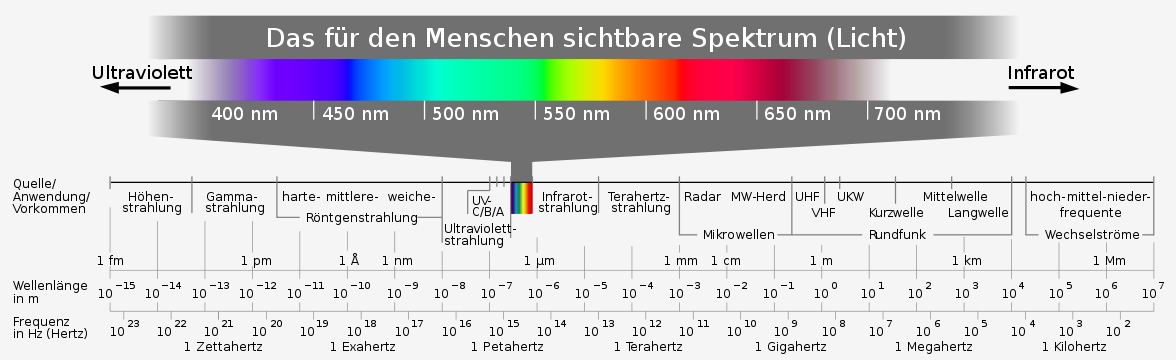 Das für den Menschen sichtbare Spektrum (Licht)
Ultraviolett
Infrarot
400 nm 450 nm 500 nm 550 nm 600 nm 650 nm 700 nm
Quelle/
Anwendung/
Vorkommen
Höhen-
strahlung
Gamma-
strahlung
harte- mittlere- weiche-
Röntgenstrahlung
UV-
C/B/A
Ultraviolett-
strahlung
Infrarot-
strahlung
Terahertz-
strahlung
Radar MW-Herd
Mikrowellen
UHF UKW Mittelwelle
VHF Kurzwelle Langwelle
Rundfunk
hoch-mittel-nieder-
frequente
Wechselströme
1 fm 1 pm 1 Å 1 nm 1 µm 1 mm 1 cm 1 m 1 km 1 Mm
Wellenlänge
in m
10⁻¹⁵ 10⁻¹⁴ 10⁻¹³ 10⁻¹² 10⁻¹¹ 10⁻¹⁰ 10⁻⁹ 10⁻⁸ 10⁻⁷ 10⁻⁶ 10⁻⁵ 10⁻⁴ 10⁻³ 10⁻² 10⁻¹ 10⁰ 10¹ 10² 10³ 10⁴ 10⁵ 10⁶ 10⁷
Frequenz
in Hz (Hertz)
10²³ 10²² 10²¹ 10²⁰ 10¹⁹ 10¹⁸ 10¹⁷ 10¹⁶ 10¹⁵ 10¹⁴ 10¹³ 10¹² 10¹¹ 10¹⁰ 10⁹ 10⁸ 10⁷ 10⁶ 10⁵ 10⁴ 10³ 10²
1 Zettahertz 1 Exahertz 1 Petahertz 1 Terahertz 1 Gigahertz 1 Megahertz 1 Kilohertz